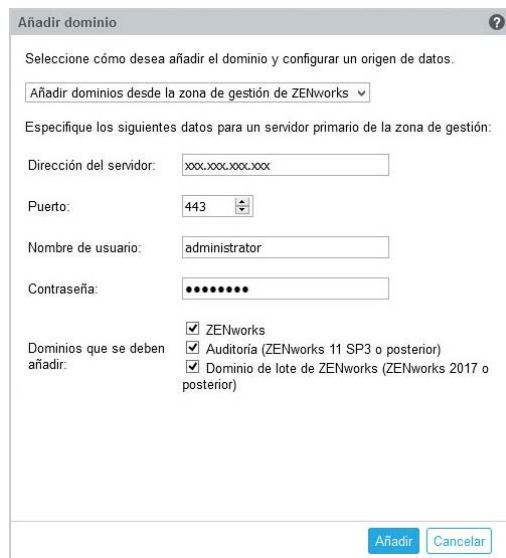 Añadir dominio
Seleccione cómo desea añadir el dominio y configurar un origen de datos.
Añadir dominios desde la zona de gestión de ZENworks
Especifique los siguientes datos para un servidor primario de la zona de gestión:
Dirección del servidor: xxx.xxx.xxx.xxx
Puerto: 443
Nombre de usuario: administrator
Contraseña: ●●●●●●●●
Dominios que se deben añadir:
ZENworks
Auditoría (ZENworks 11 SP3 o posterior)
Dominio de lote de ZENworks (ZENworks 2017 o
posterior)
Añadir Cancelar